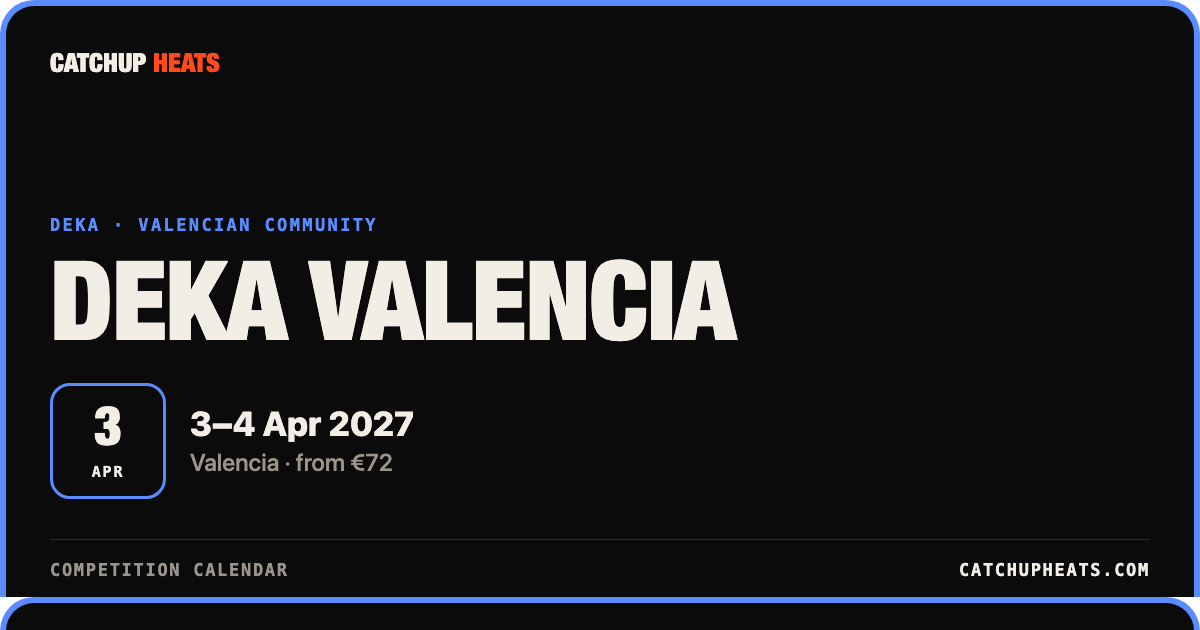 CATCHUP HEATS
DEKA · VALENCIAN COMMUNITY
DEKA VALENCIA
3
APR
3–4 Apr 2027
Valencia · from €72
COMPETITION CALENDAR
CATCHUPHEATS.COM